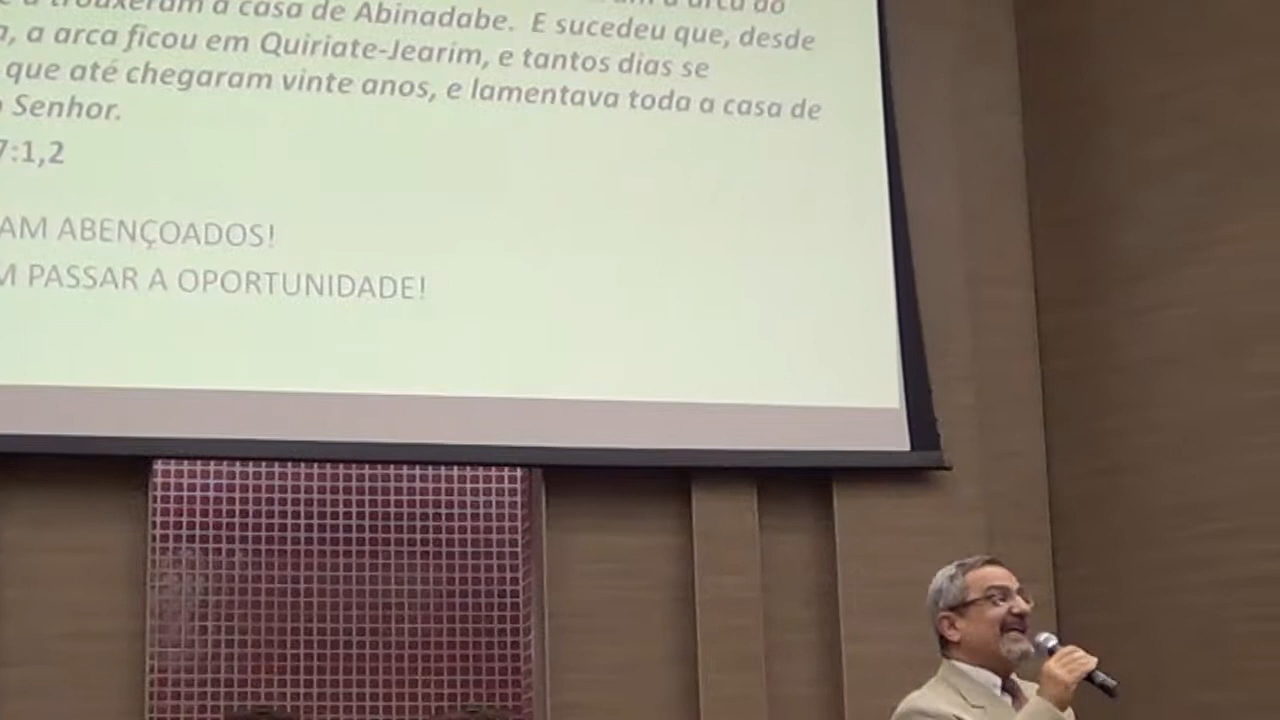 trouxeram a casa de Abinadabe. E sucedeu que, desde
a arca ficou em Quiriate-Jearim, e tantos dias se
que até chegaram vinte anos, e lamentava toda a casa de
Senhor.
7:1,2
AM ABENÇOADOS!
M PASSAR A OPORTUNIDADE!